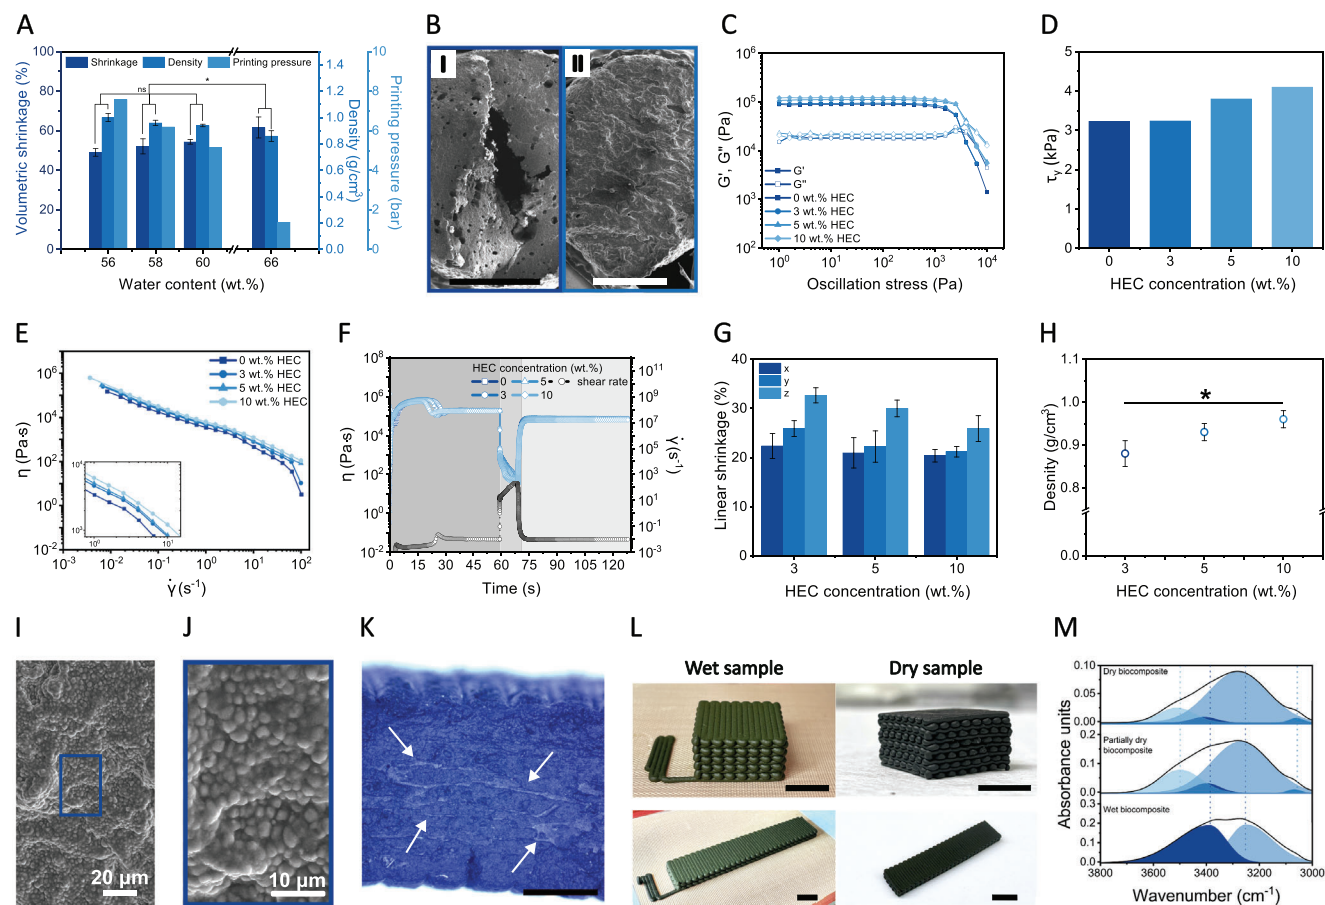 A
Volumetric shrinkage (%)
100
80
60
40
20
0
Shrinkage
Density
Printing pressure
ns
*
56
58
60
66
Water content (wt.%)
1.4
1.2
1.0
0.8
0.6
0.4
0.2
0.0
Density (g/cm³)
10
8
6
4
2
0
Printing pressure (bar)
B
I
II
C
G', G'' (Pa)
10⁶
10⁵
10⁴
10³
10²
G'
G''
0 wt.% HEC
3 wt.% HEC
5 wt.% HEC
10 wt.% HEC
10⁰
10¹
10²
10³
10⁴
Oscillation stress (Pa)
D
τy (kPa)
5
4
3
2
1
0
0
3
5
10
HEC concentration (wt.%)
E
η (Pa·s)
10⁶
10⁴
10²
10⁰
10⁻²
0 wt.% HEC
3 wt.% HEC
5 wt.% HEC
10 wt.% HEC
10⁴
10³
10⁰
10¹
10⁻³
10⁻²
10⁻¹
10⁰
10¹
10²
γ̇ (s⁻¹)
F
η (Pa·s)
10⁸
10⁶
10⁴
10²
10⁰
10⁻²
HEC concentration (wt.%)
0
5
shear rate
3
10
0
15
30
45
60
75
90
105
120
Time (s)
10¹¹
10⁹
10⁷
10⁵
10³
10¹
10⁻¹
10⁻³
γ̇ (s⁻¹)
G
Linear shrinkage (%)
40
30
20
10
0
x
y
z
3
5
10
HEC concentration (wt.%)
H
Desnity (g/cm³)
1.1
1.0
0.9
0.8
0.0
*
3
5
10
HEC concentration (wt.%)
I
20 µm
J
10 µm
K
L
Wet sample
Dry sample
M
Absorbance units
0.10
0.05
0.00
0.2
0.1
0.0
0.2
0.1
0.0
Dry biocomposite
Partially dry
biocomposite
Wet biocomposite
3800
3600
3400
3200
3000
Wavenumber (cm⁻¹)